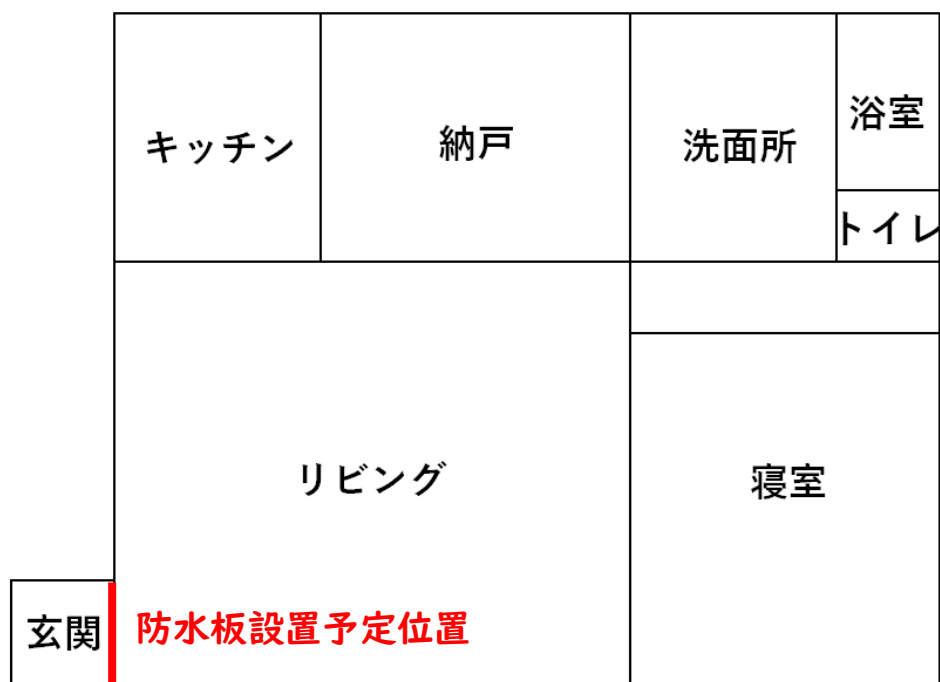 キッチン
納戸
洗面所
浴室
トイレ
リビング
寝室
玄関
防水板設置予定位置